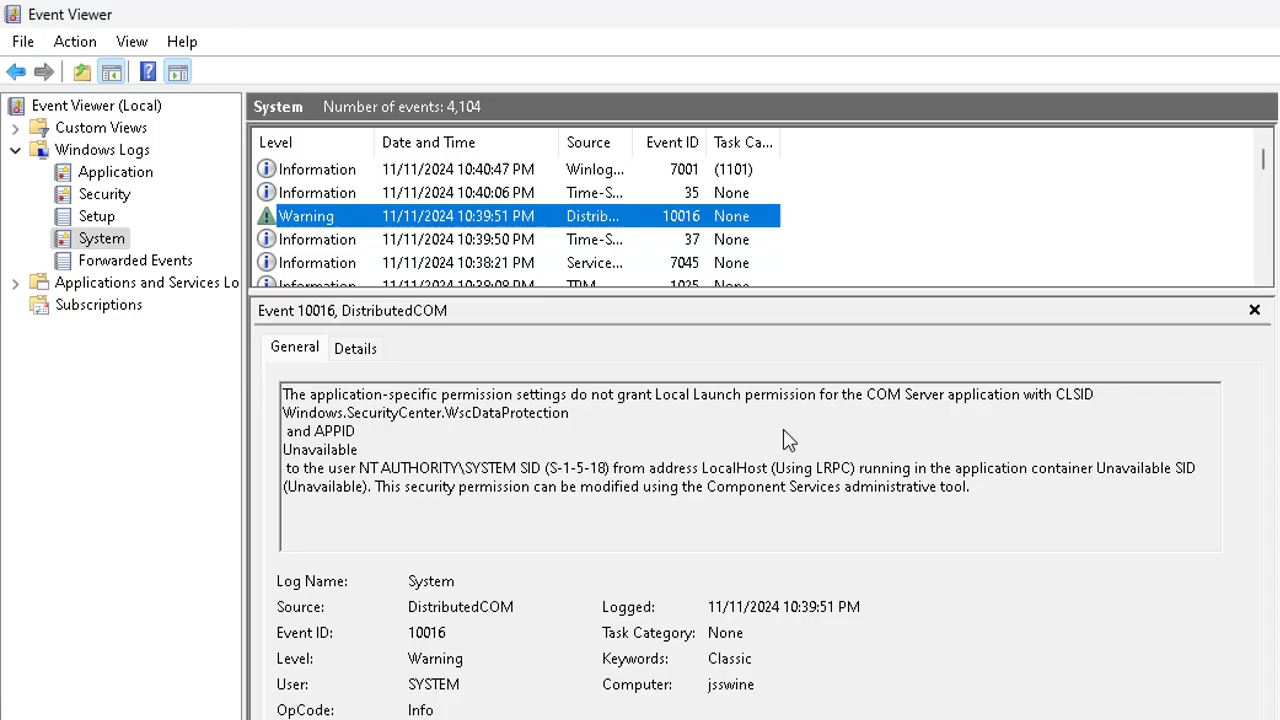 Event Viewer
File Action View Help
Event Viewer (Local)
Custom Views
Windows Logs
Application
Security
Setup
System
Forwarded Events
Applications and Services Lo
Subscriptions
System Number of events: 4,104
Level Date and Time Source Event ID Task Ca...
Information 11/11/2024 10:40:47 PM Winlog... 7001 (1101)
Information 11/11/2024 10:40:06 PM Time-S... 35 None
Warning 11/11/2024 10:39:51 PM Distrib... 10016 None
Information 11/11/2024 10:39:50 PM Time-S... 37 None
Information 11/11/2024 10:38:21 PM Service... 7045 None
Information 11/11/2024 PM TPM 1025 None
Event 10016, DistributedCOM
General Details
The application-specific permission settings do not grant Local Launch permission for the COM Server application with CLSID
Windows.SecurityCenter.WscDataProtection
and APPID
Unavailable
to the user NT AUTHORITY\SYSTEM SID (S-1-5-18) from address LocalHost (Using LRPC) running in the application container Unavailable SID
(Unavailable). This security permission can be modified using the Component Services administrative tool.
Log Name: System
Source: DistributedCOM Logged: 11/11/2024 10:39:51 PM
Event ID: 10016 Task Category: None
Level: Warning Keywords: Classic
User: SYSTEM Computer: jsswine
OpCode: Info